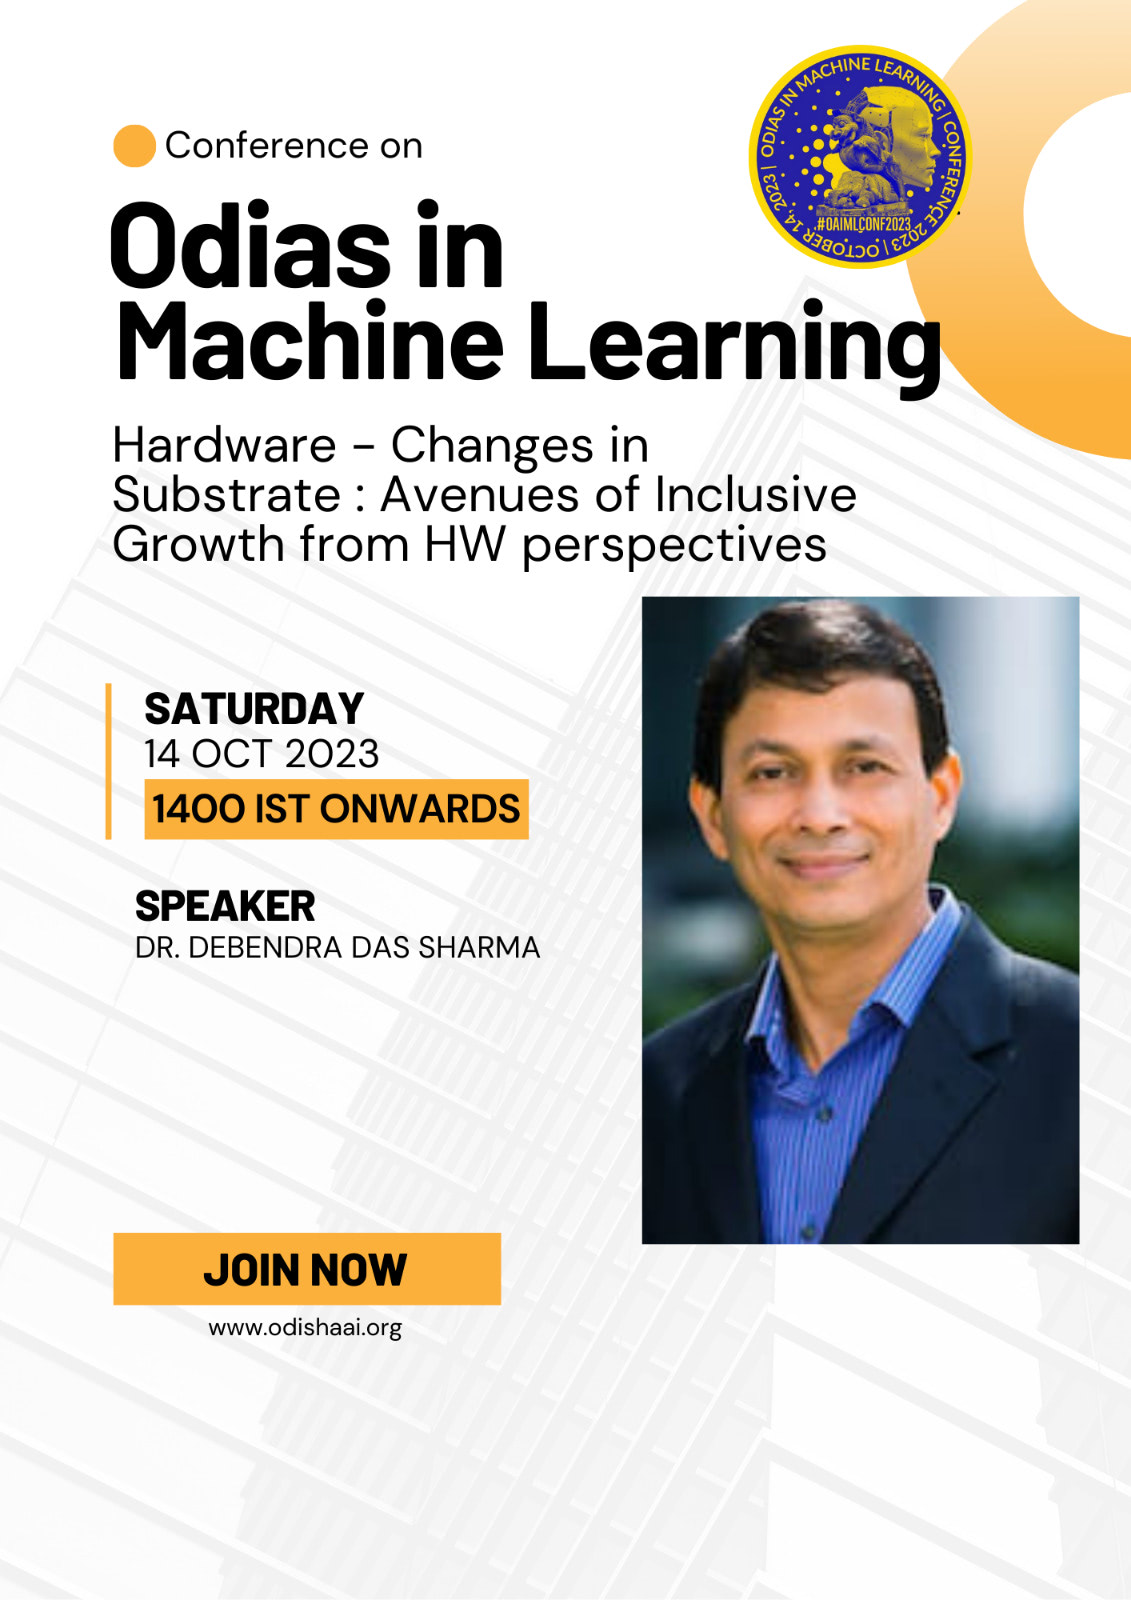 Conference on
Odias in
Machine Learning
Hardware - Changes in
Substrate : Avenues of Inclusive
Growth from HW perspectives
ODIAS IN MACHINE LEARNING | CONFERENCE 2023 | OCTOBER 14, 2023 |
#OAIMLCONF2023
SATURDAY
14 OCT 2023
1400 IST ONWARDS
SPEAKER
DR. DEBENDRA DAS SHARMA
JOIN NOW
www.odishaai.org